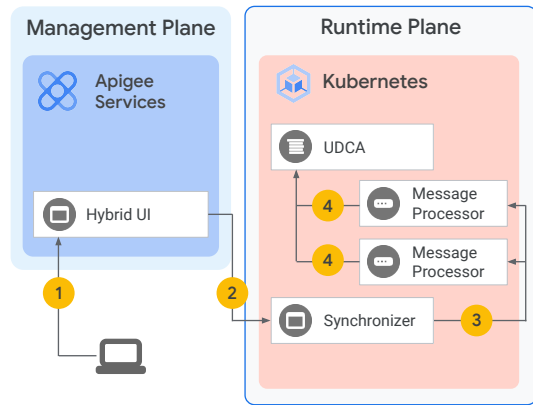 Management Plane
Runtime Plane
Apigee
Services
Kubernetes
UDCA
4
Message
Processor
Hybrid UI
4
Message
Processor
1
2
Synchronizer
3